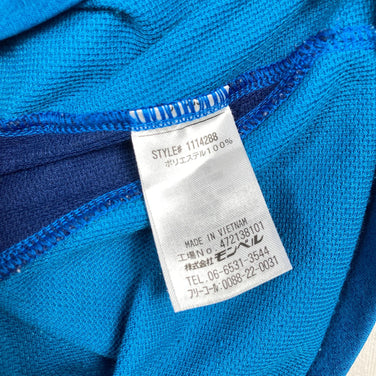 STYLE# 1114288
ポリエステル100%
MADE IN VIETNAM
工場No. 472138101
株式会社モンベル
TEL. 06-6531-3544
フリーコール: 0088-22-0031